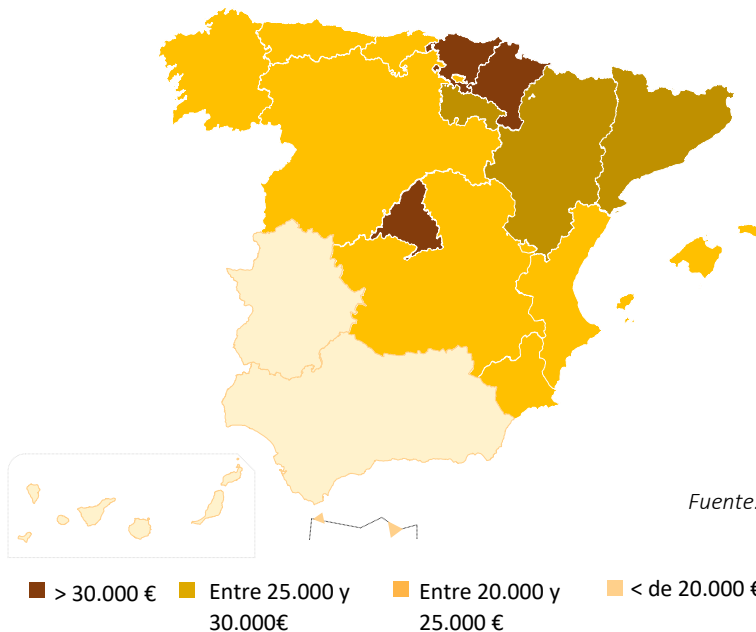 Fuente:
> 30.000 €
Entre 25.000 y
30.000€
Entre 20.000 y
25.000 €
< de 20.000 €